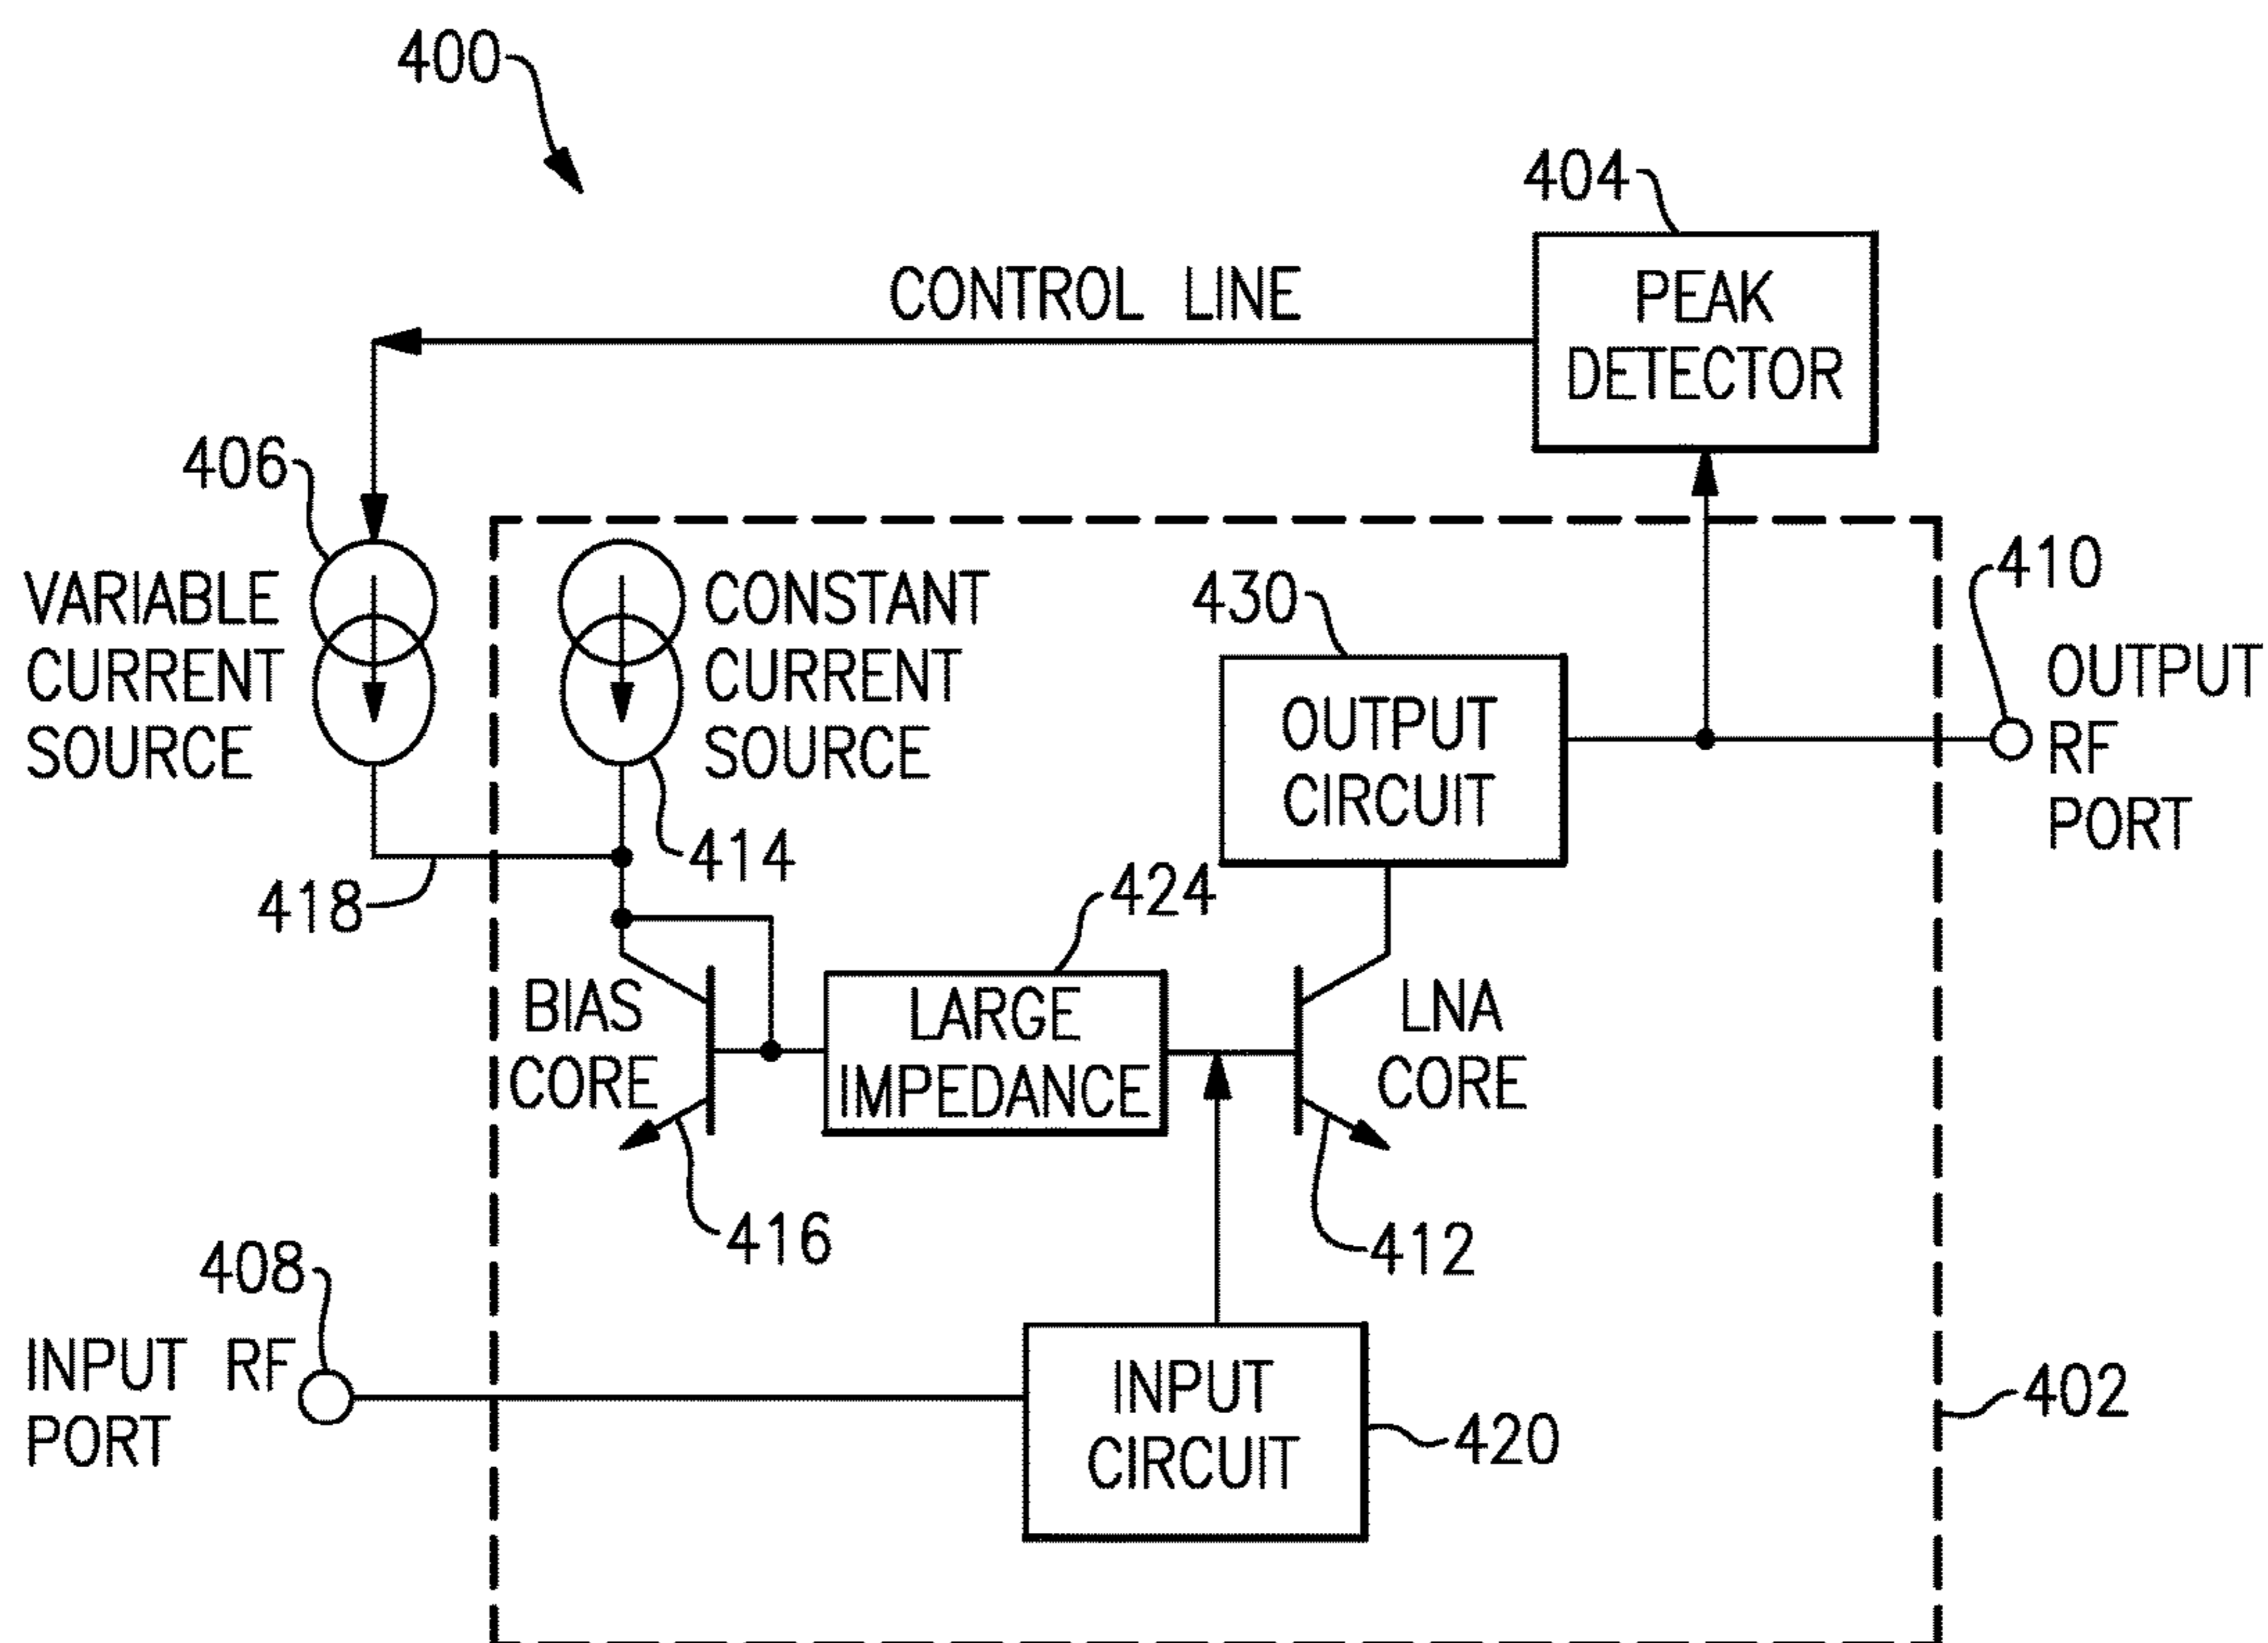 400
404
PEAK
DETECTOR
CONTROL LINE
406
VARIABLE
CURRENT
SOURCE
CONSTANT
CURRENT
SOURCE
414
418
430
OUTPUT
CIRCUIT
410
OUTPUT
RF
PORT
424
BIAS
CORE
LARGE
IMPEDANCE
LNA
CORE
416
412
408
INPUT RF
PORT
INPUT
CIRCUIT
420
402